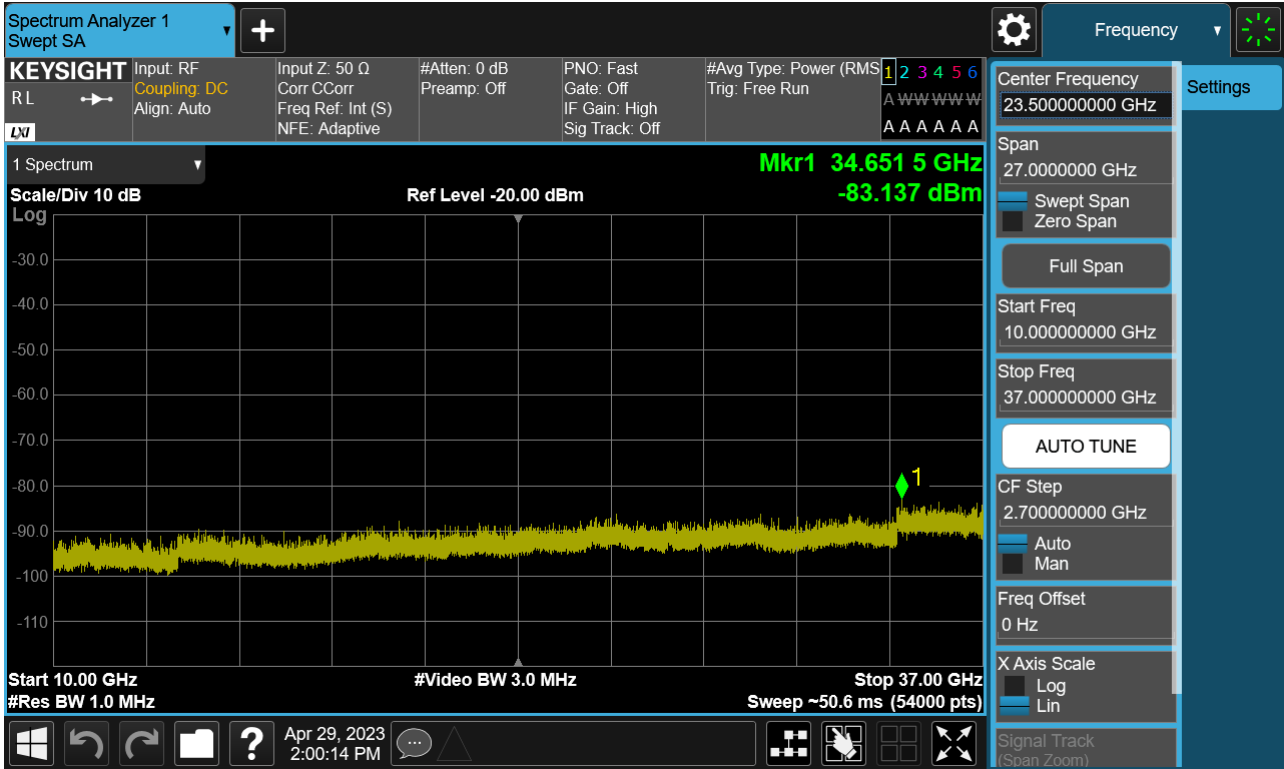 Spectrum Analyzer 1
Swept SA
Frequency
KEYSIGHT
R L
LXI
Input: RF
Coupling: DC
Align: Auto
Input Z: 50 Ω
Corr CCorr
Freq Ref: Int (S)
NFE: Adaptive
#Atten: 0 dB
Preamp: Off
PNO: Fast
Gate: Off
IF Gain: High
Sig Track: Off
#Avg Type: Power (RMS
Trig: Free Run
1 2 3 4 5 6
A W W W W W
A A A A A A
1 Spectrum
Mkr1 34.651 5 GHz
-83.137 dBm
Scale/Div 10 dB
Ref Level -20.00 dBm
Log
-30.0
-40.0
-50.0
-60.0
-70.0
-80.0
-90.0
-100
-110
1
Start 10.00 GHz
#Video BW 3.0 MHz
Stop 37.00 GHz
#Res BW 1.0 MHz
Sweep ~50.6 ms (54000 pts)
Apr 29, 2023
2:00:14 PM
Center Frequency
23.500000000 GHz
Span
27.0000000 GHz
Swept Span
Zero Span
Full Span
Start Freq
10.000000000 GHz
Stop Freq
37.000000000 GHz
AUTO TUNE
CF Step
2.700000000 GHz
Auto
Man
Freq Offset
0 Hz
X Axis Scale
Log
Lin
Signal Track
(Span Zoom)
Settings